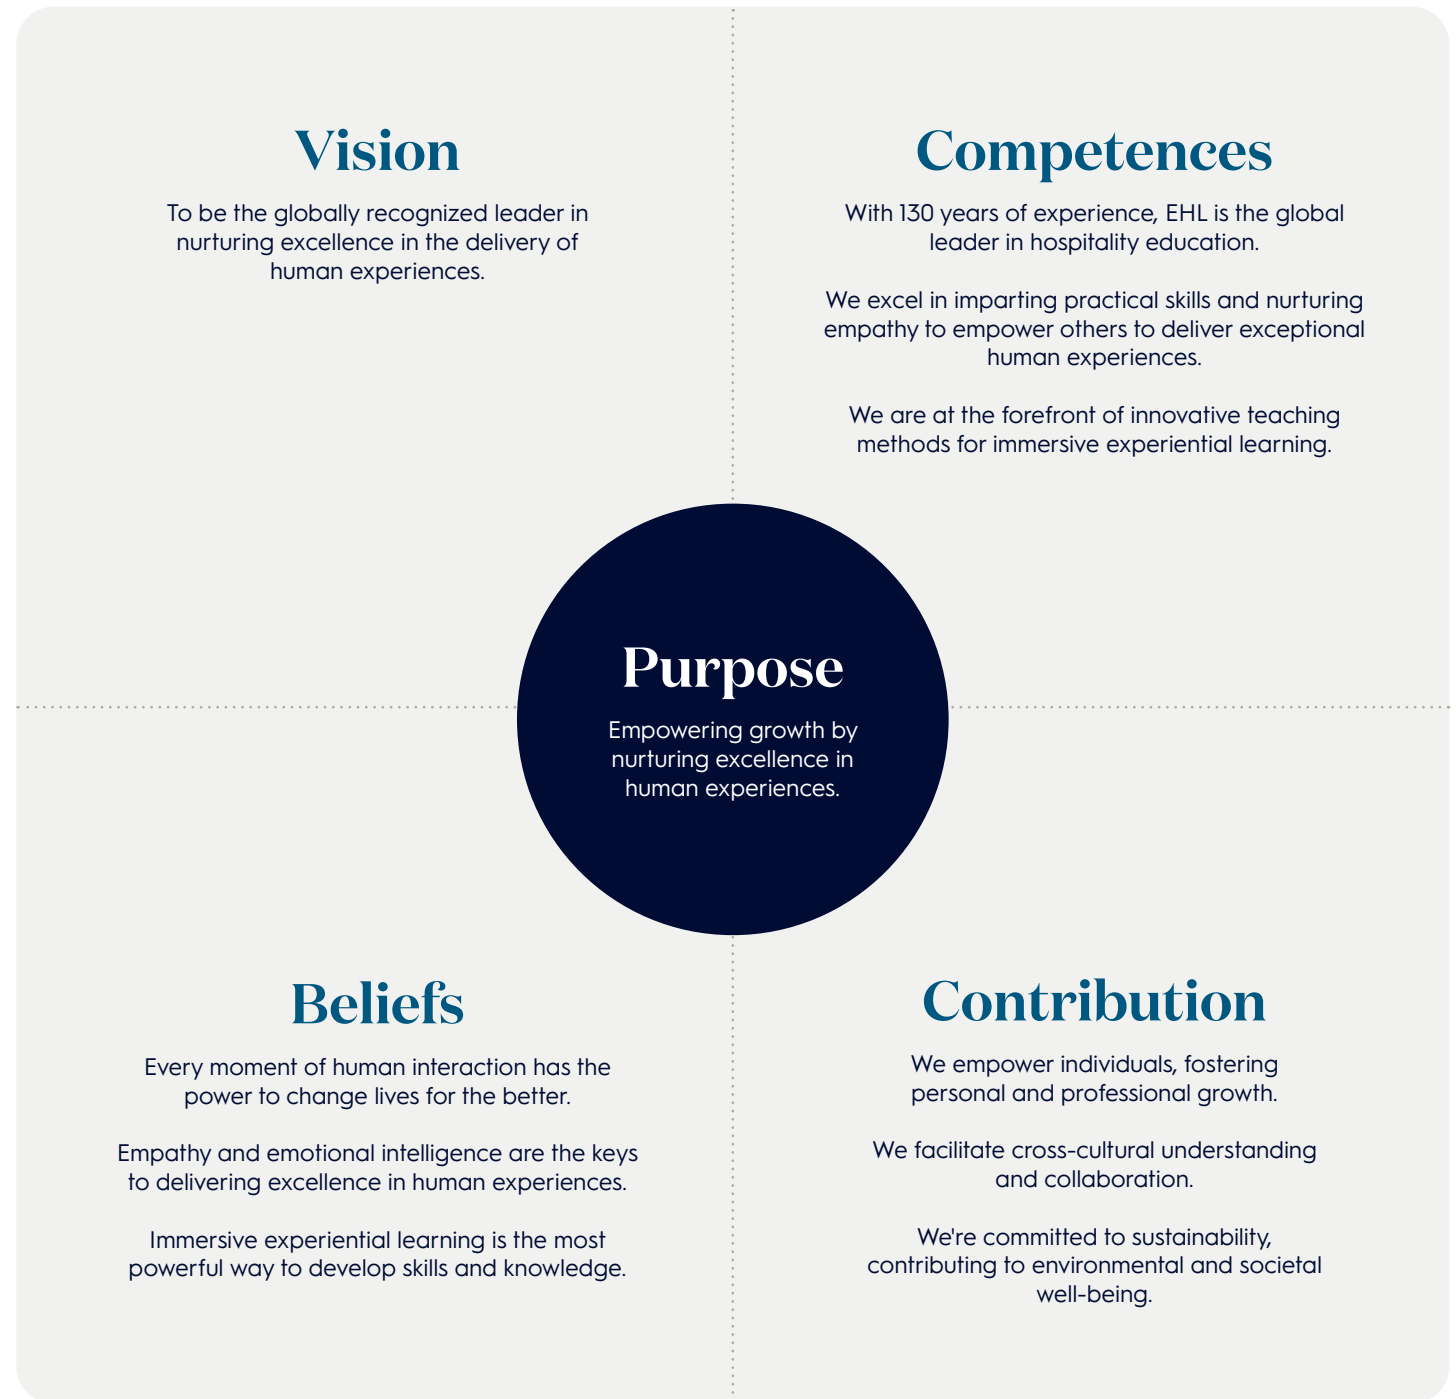 Vision
To be the globally recognized leader in
nurturing excellence in the delivery of
human experiences.
Competences
With 130 years of experience, EHL is the global
leader in hospitality education.
We excel in imparting practical skills and nurturing
empathy to empower others to deliver exceptional
human experiences.
We are at the forefront of innovative teaching
methods for immersive experiential learning.
Purpose
Empowering growth by
nurturing excellence in
human experiences.
Beliefs
Every moment of human interaction has the
power to change lives for the better.
Empathy and emotional intelligence are the keys
to delivering excellence in human experiences.
Immersive experiential learning is the most
powerful way to develop skills and knowledge.
Contribution
We empower individuals, fostering
personal and professional growth.
We facilitate cross-cultural understanding
and collaboration.
We're committed to sustainability,
contributing to environmental and societal
well-being.